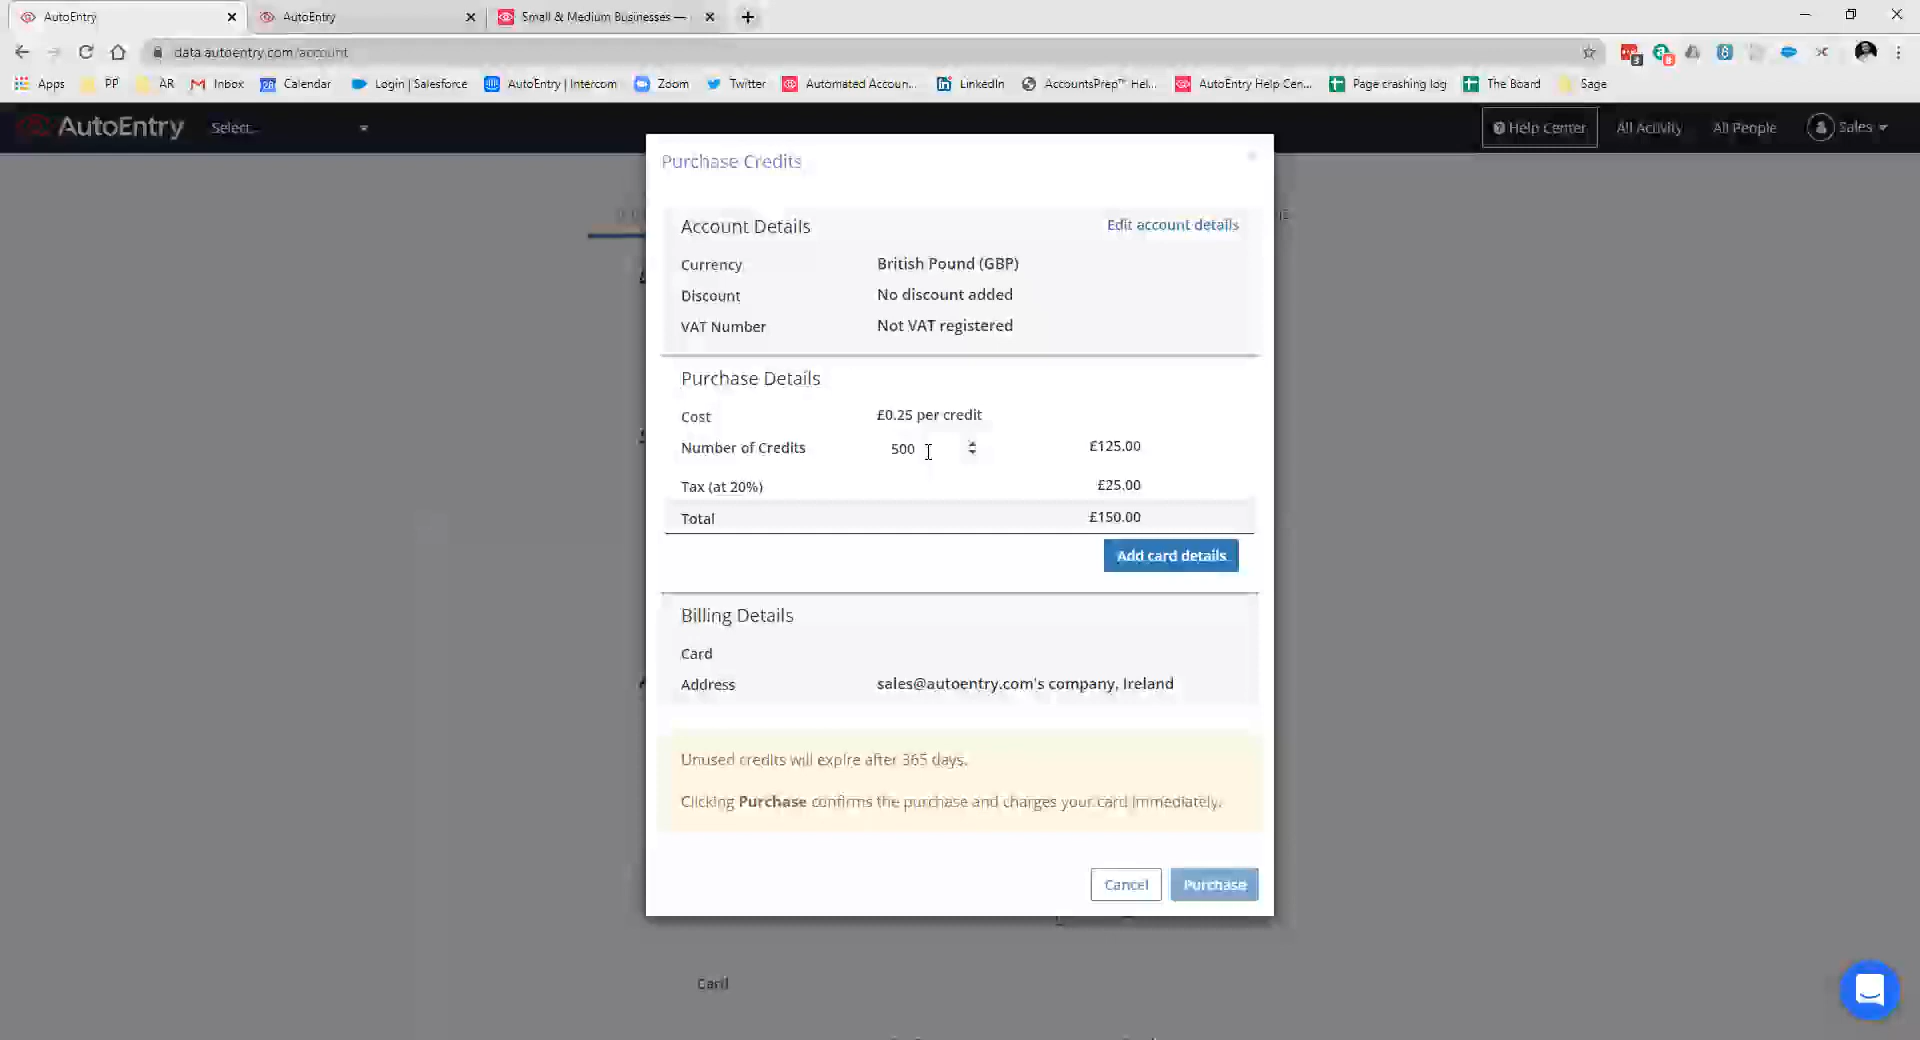 AutoEntry
AutoEntry
Small & Medium Businesses —
data.autoentry.com/account
Apps PP AR Inbox Calendar Login | Salesforce AutoEntry | Intercom Zoom Twitter Automated Accoun... LinkedIn AccountsPrep™ Hel... AutoEntry Help Cen... Page crashing log The Board Sage
AutoEntry Select... Help Center All Activity All People Sales
Purchase Credits
Account Details Edit account details
Currency British Pound (GBP)
Discount No discount added
VAT Number Not VAT registered
Purchase Details
Cost £0.25 per credit
Number of Credits 500 £125.00
Tax (at 20%) £25.00
Total £150.00
Add card details
Billing Details
Card
Address sales@autoentry.com's company, Ireland
Unused credits will expire after 365 days.
Clicking Purchase confirms the purchase and charges your card immediately.
Cancel Purchase
Card